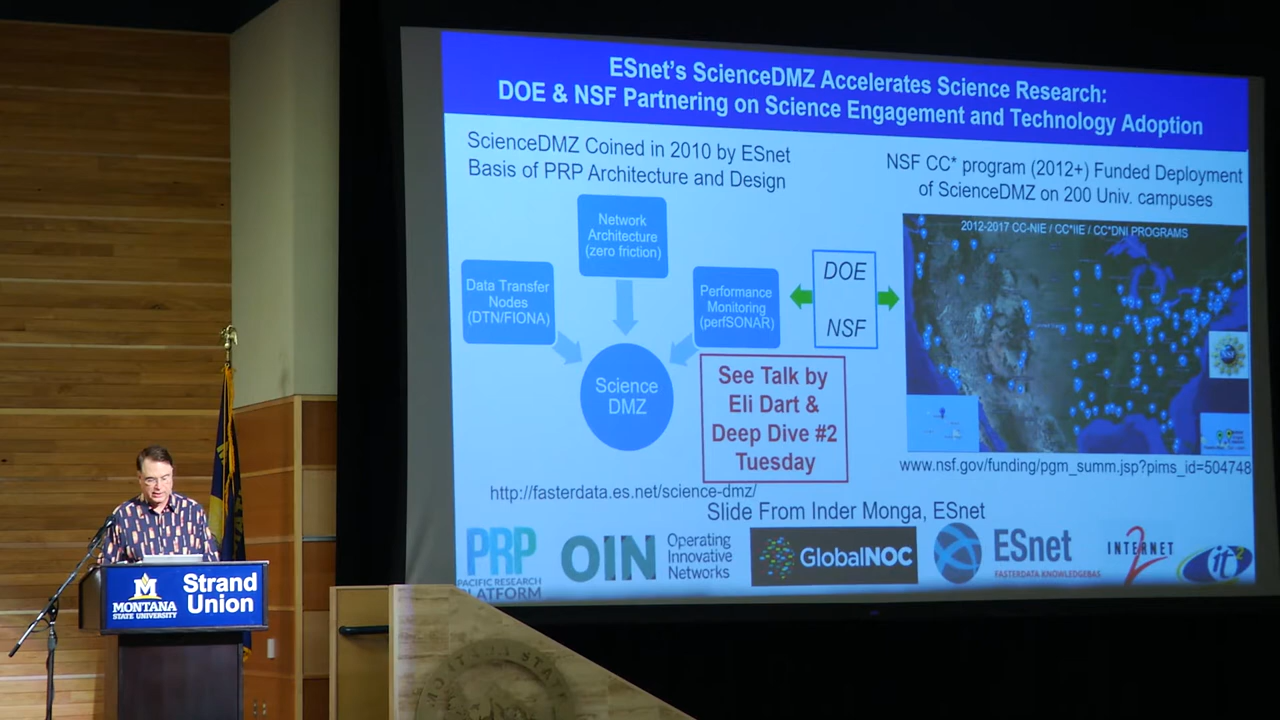 ESnet's ScienceDMZ Accelerates Science Research:
DOE & NSF Partnering on Science Engagement and Technology Adoption
ScienceDMZ Coined in 2010 by ESnet
Basis of PRP Architecture and Design
NSF CC* program (2012+) Funded Deployment
of ScienceDMZ on 200 Univ. campuses
Network
Architecture
(zero friction)
Data Transfer
Nodes
(DTN/FIONA)
Performance
Monitoring
(perfSONAR)
Science
DMZ
DOE
NSF
2012-2017 CC-NIE / CC*IIE / CC*DNI PROGRAMS
See Talk by
Eli Dart &
Deep Dive #2
Tuesday
www.nsf.gov/funding/pgm_summ.jsp?pims_id=504748
http://fasterdata.es.net/science-dmz/
Slide From Inder Monga, ESnet
PRP
PACIFIC RESEARCH
PLATFORM
OIN
Operating
Innovative
Networks
GlobalNOC
ESnet
FASTERDATA KNOWLEDGEBAS
INTERNET
2
it2
M
MONTANA
STATE UNIVERSITY
Strand
Union
MONTANA STATE